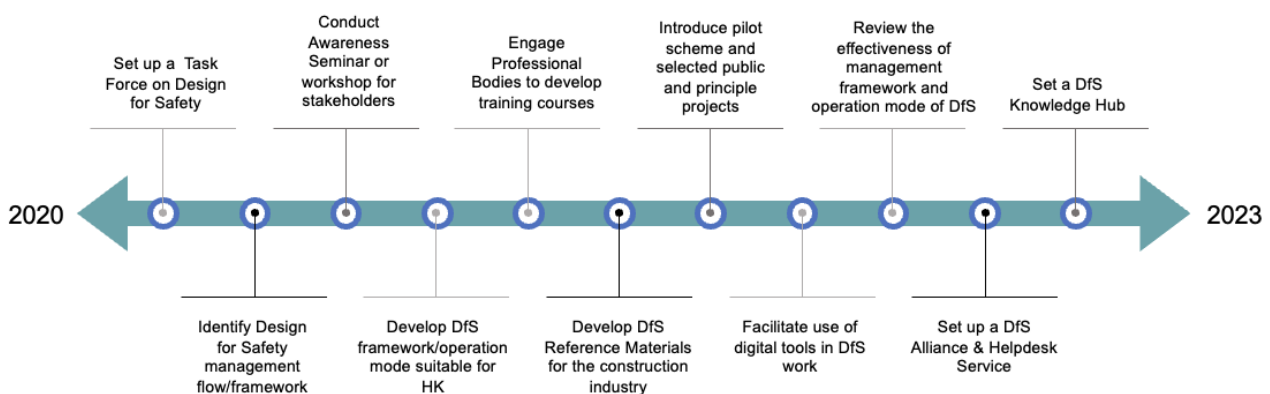 Set up a Task
Force on Design
for Safety
Conduct
Awareness
Seminar or
workshop for
stakeholders
Engage
Professional
Bodies to develop
training courses
Introduce pilot
scheme and
selected public
and principle
projects
Review the
effectiveness of
management
framework and
operation mode of DfS
Set a DfS
Knowledge Hub
2020
2023
Identify Design
for Safety
management
flow/framework
Develop DfS
framework/operation
mode suitable for
HK
Develop DfS
Reference Materials
for the construction
industry
Facilitate use of
digital tools in DfS
work
Set up a DfS
Alliance & Helpdesk
Service